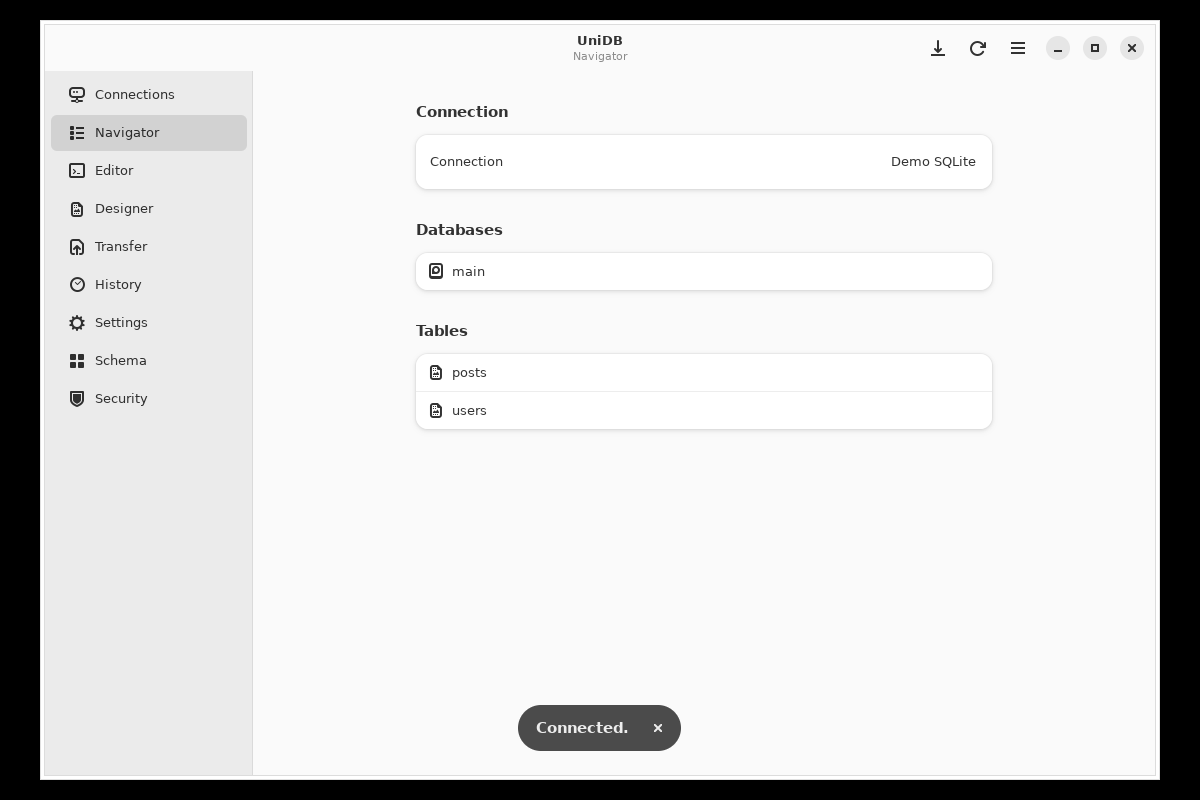 UniDB
Navigator
Connections
Navigator
Editor
Designer
Transfer
History
Settings
Schema
Security
Connection
Connection Demo SQLite
Databases
main
Tables
posts
users
Connected.